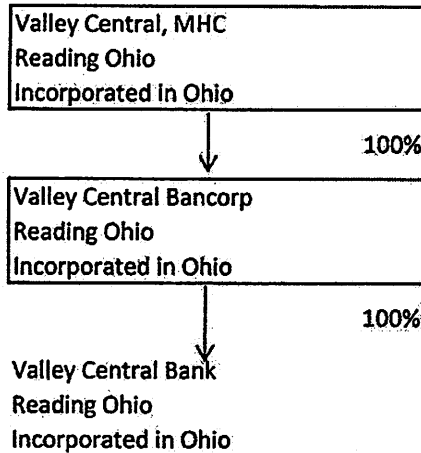 Valley Central, MHC
Reading Ohio
Incorporated in Ohio
100%
Valley Central Bancorp
Reading Ohio
Incorporated in Ohio
100%
Valley Central Bank
Reading Ohio
Incorporated in Ohio